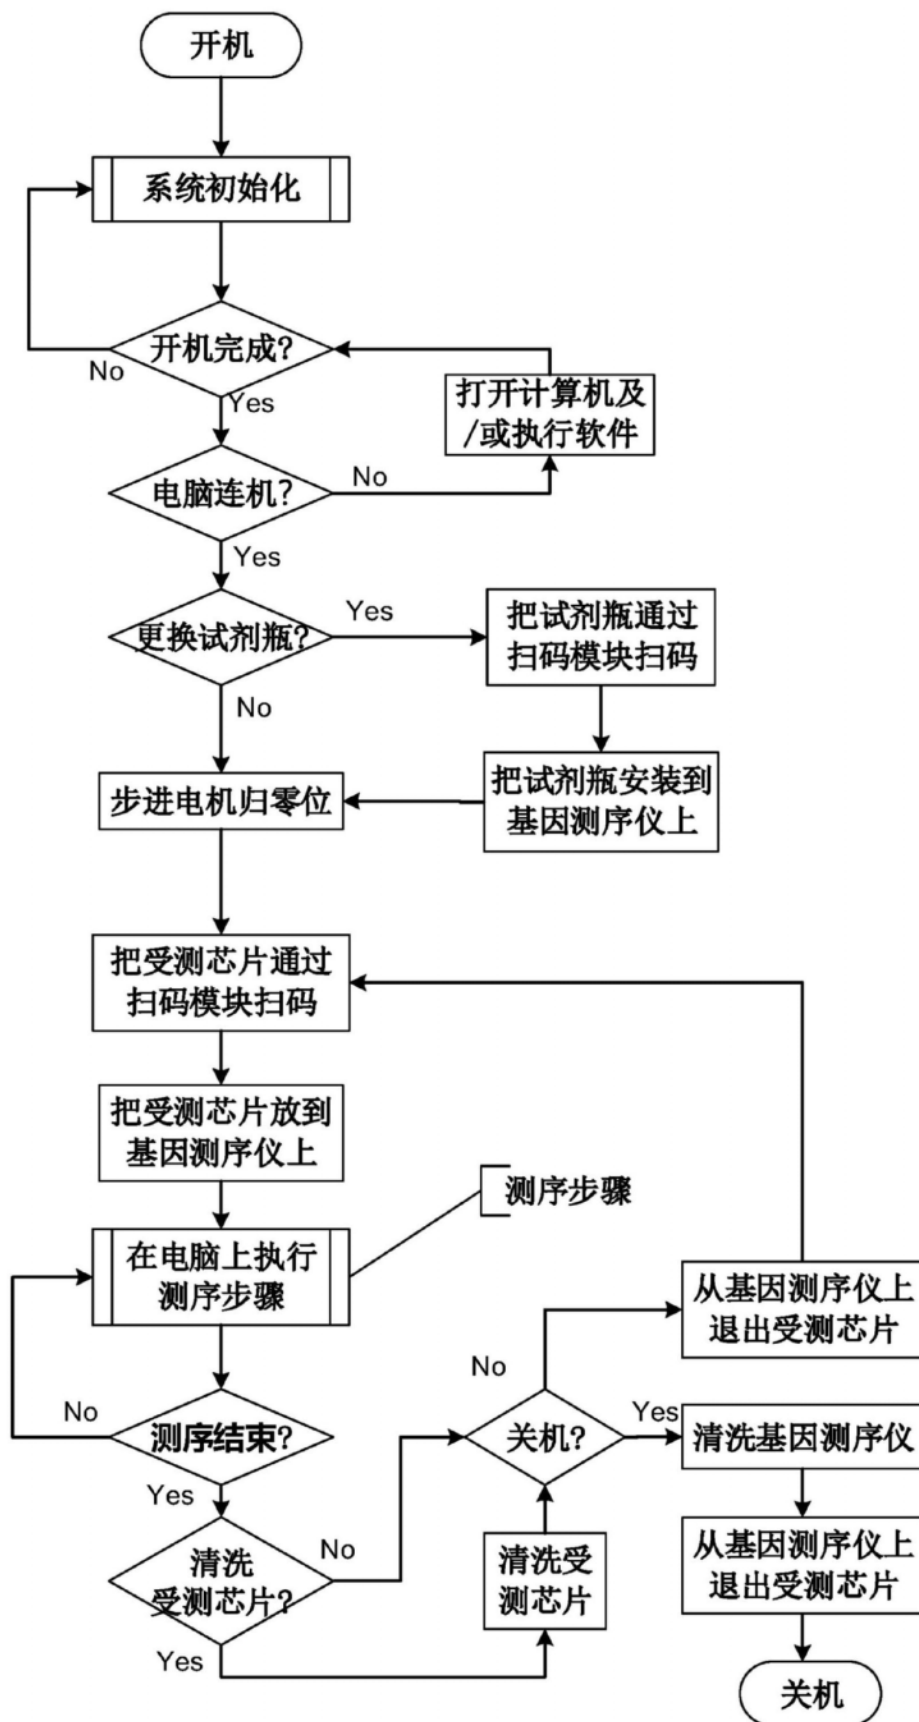 开机
系统初始化
开机完成?
No
Yes
打开计算机及
/或执行软件
电脑连机?
No
Yes
更换试剂瓶?
Yes
把试剂瓶通过
扫码模块扫码
No
步进电机归零位
把试剂瓶安装到
基因测序仪上
把受测芯片通过
扫码模块扫码
把受测芯片放到
基因测序仪上
测序步骤
在电脑上执行
测序步骤
从基因测序仪上
退出受测芯片
No
No
测序结束?
关机?
Yes
清洗基因测序仪
Yes
清洗
受测芯片?
No
清洗受
测芯片
从基因测序仪上
退出受测芯片
Yes
关机